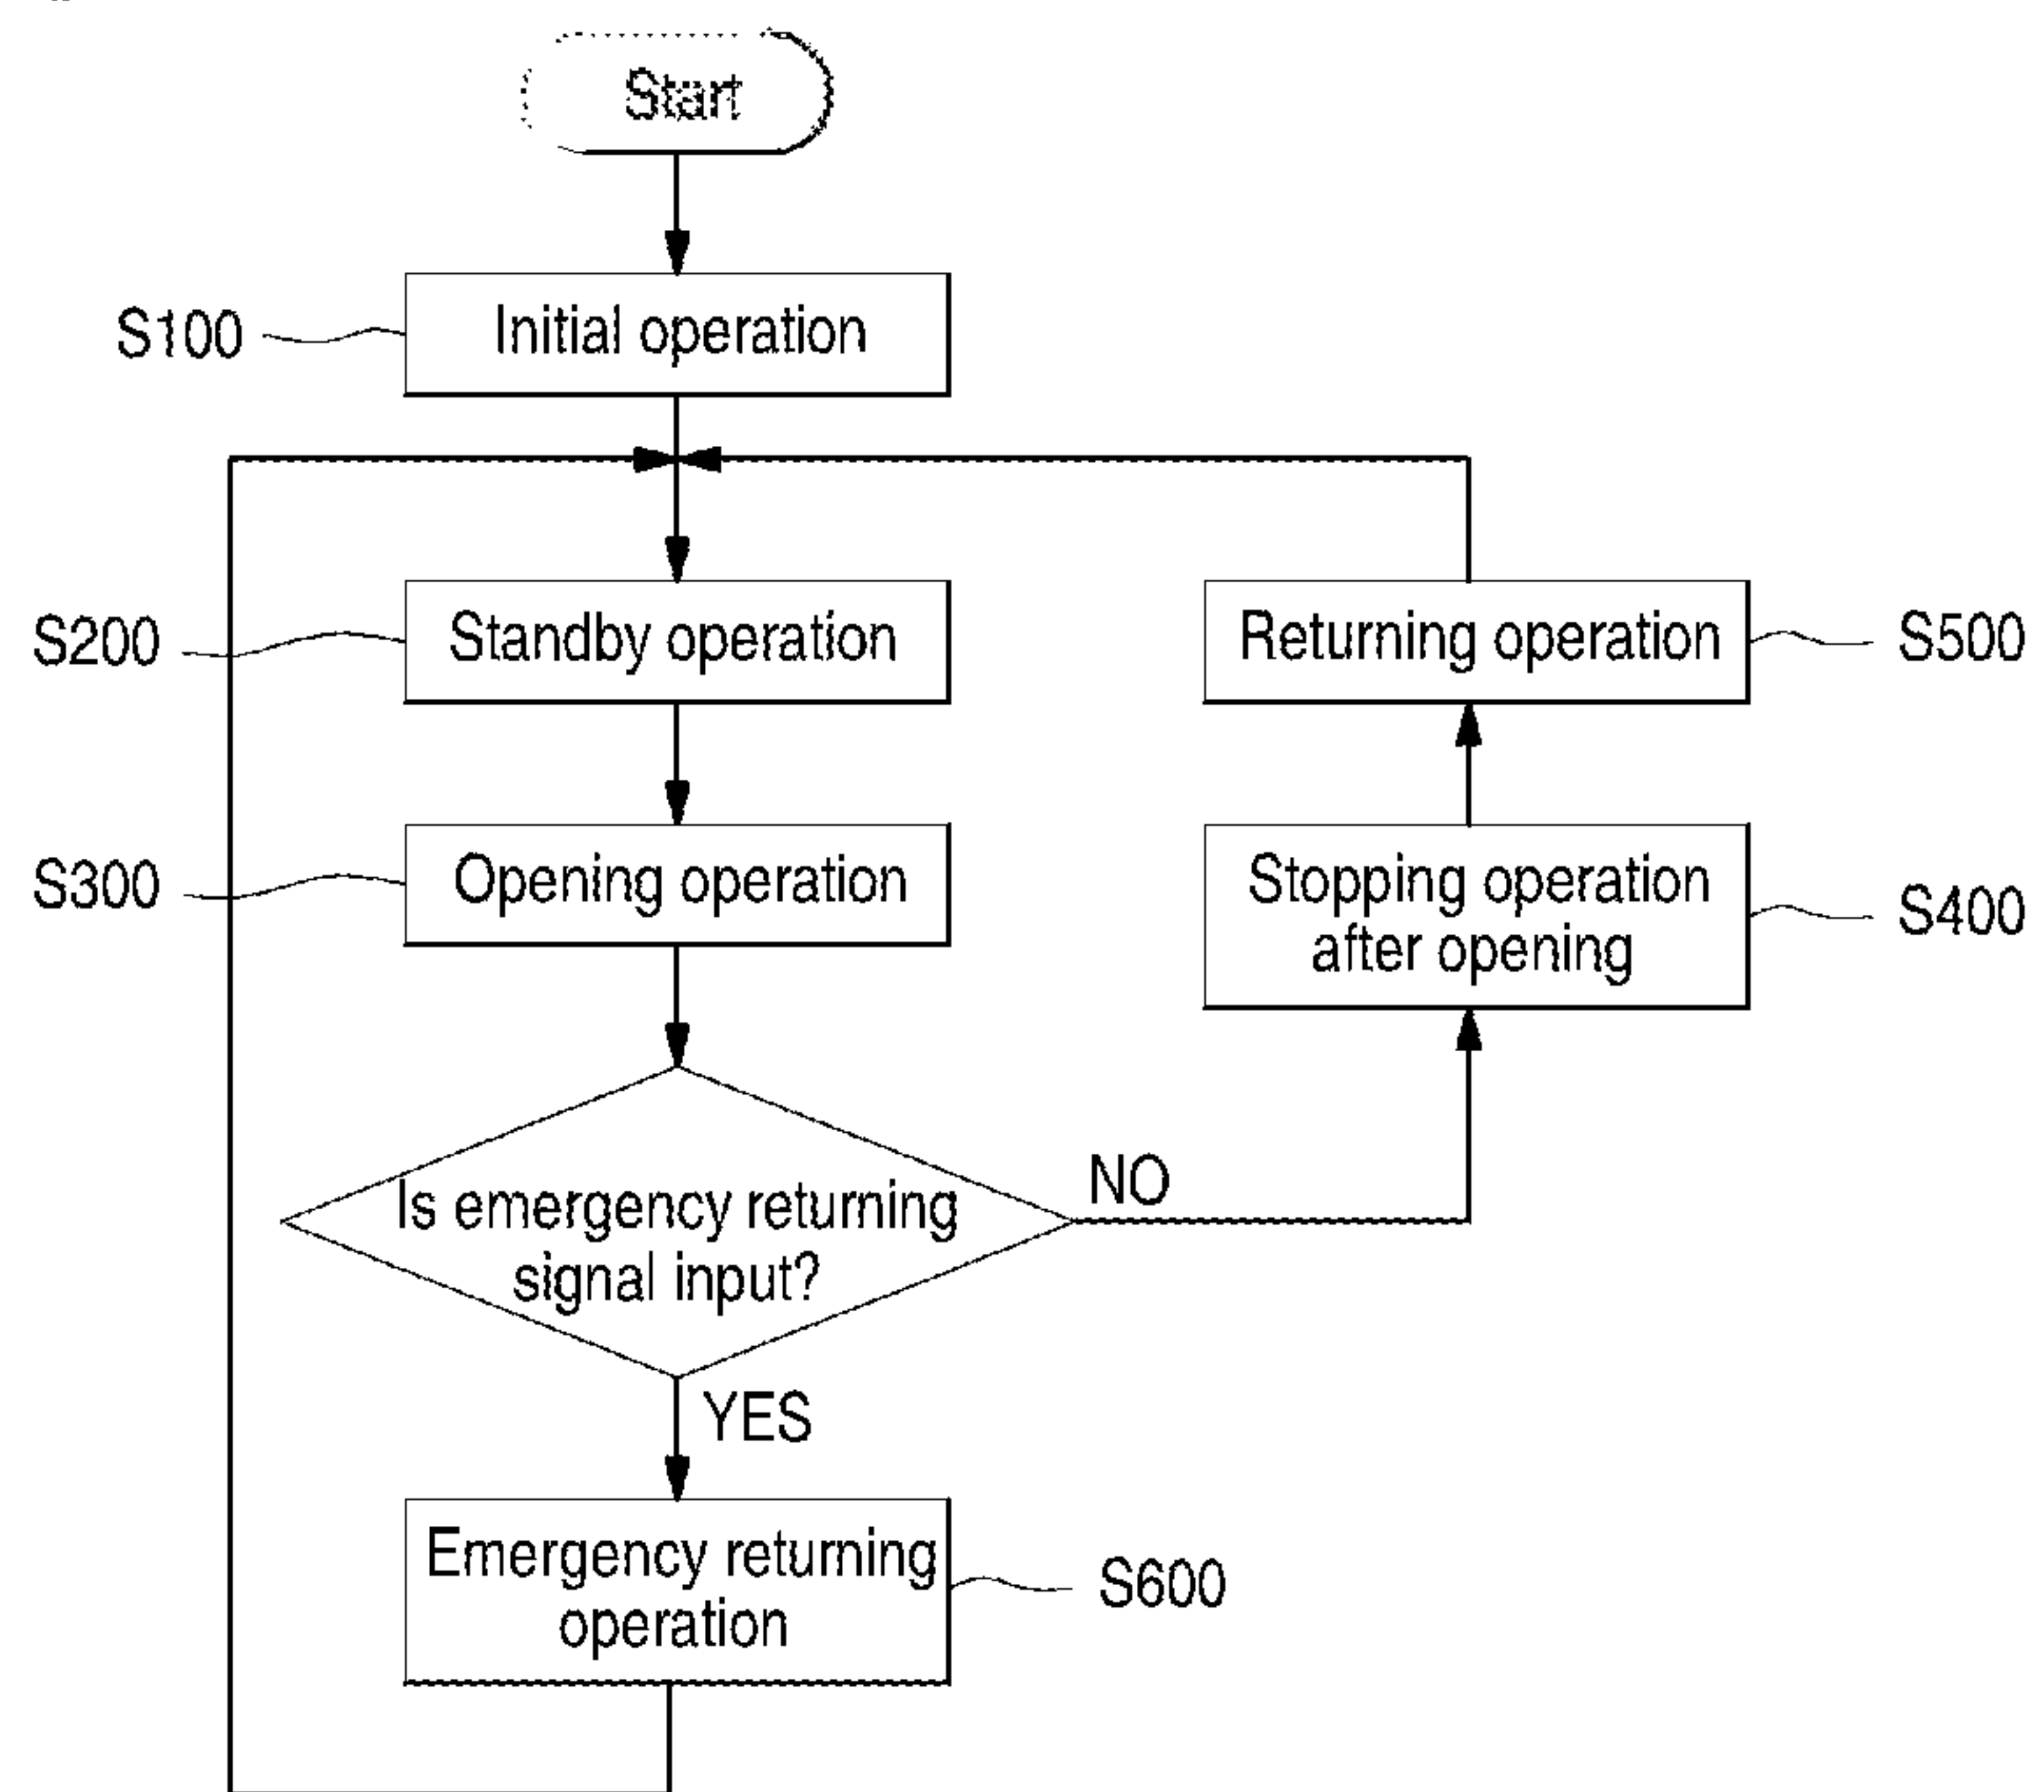 Start
S100
Initial operation
S200
Standby operation
Returning operation
S500
S300
Opening operation
Stopping operation
after opening
S400
Is emergency returning
signal input?
NO
YES
Emergency returning
operation
S600